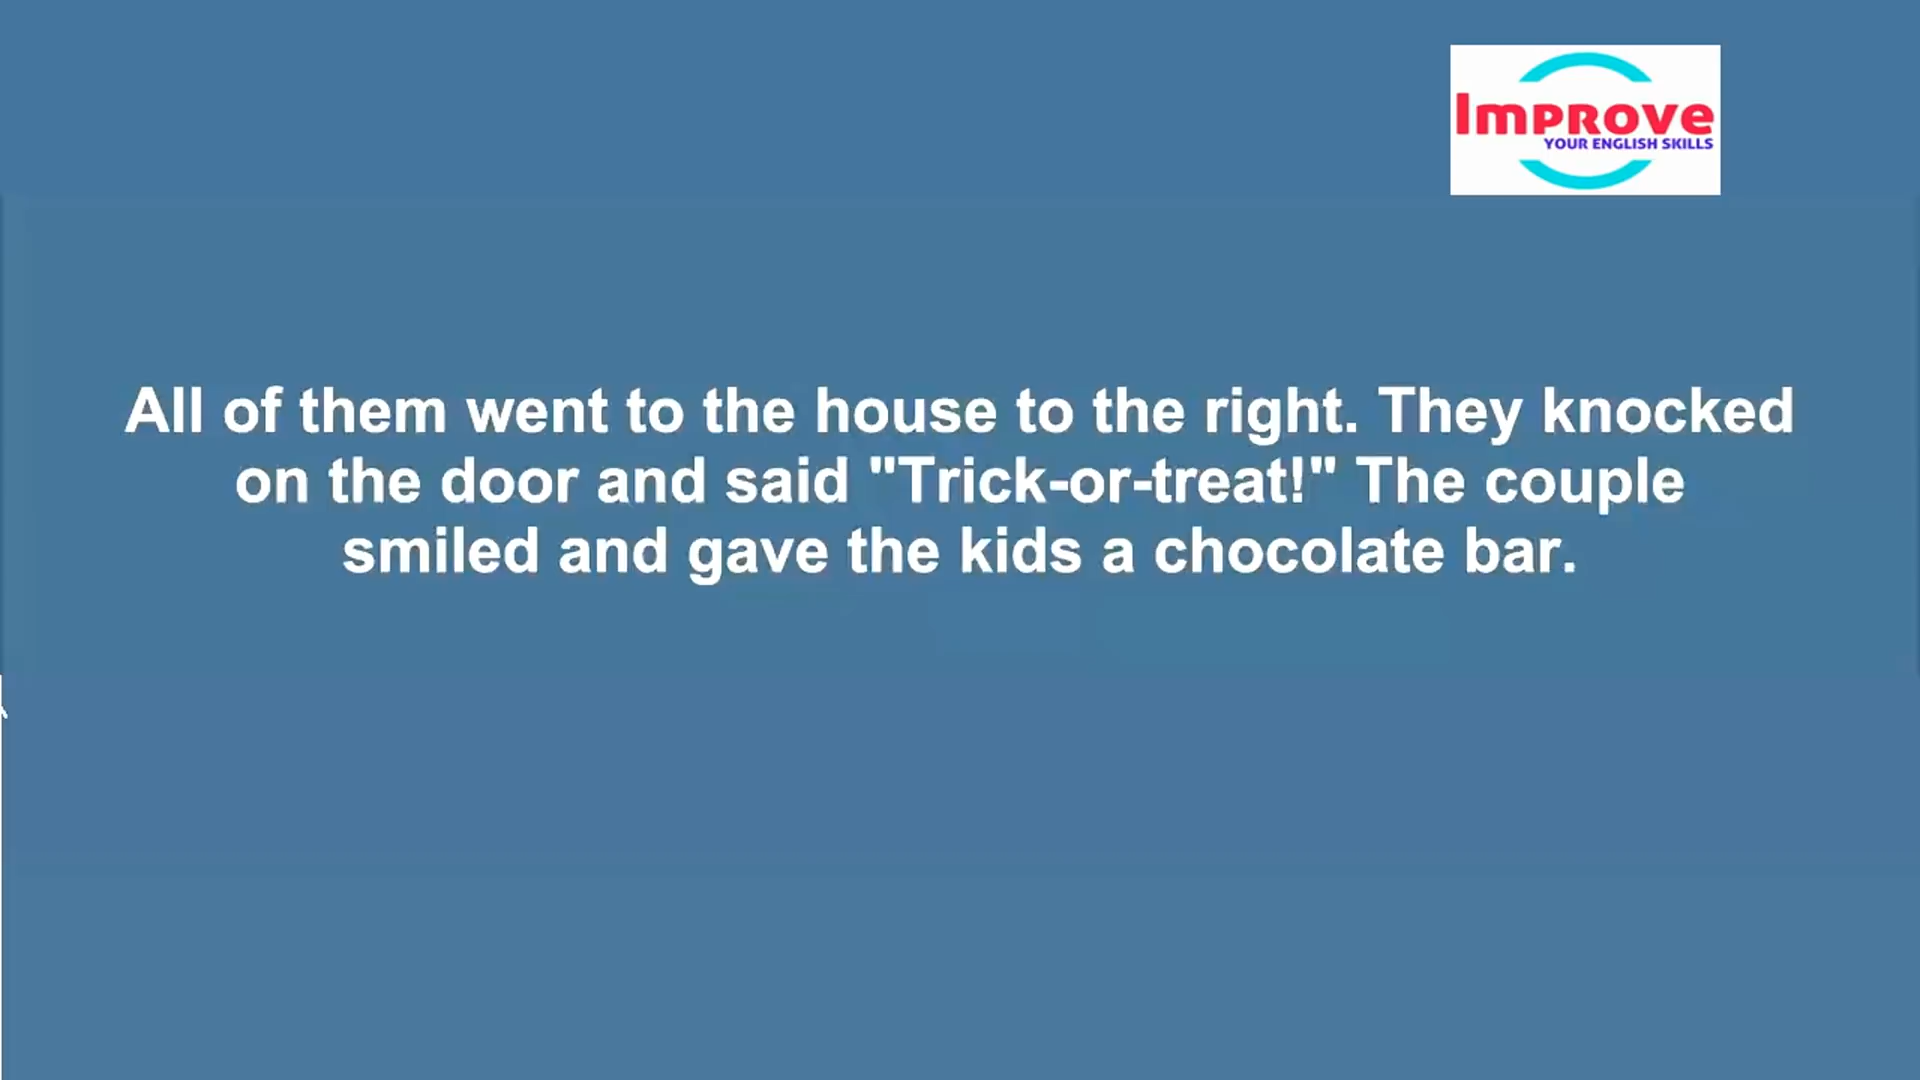 Improve
YOUR ENGLISH SKILLS
All of them went to the house to the right. They knocked
on the door and said "Trick-or-treat!" The couple
smiled and gave the kids a chocolate bar.